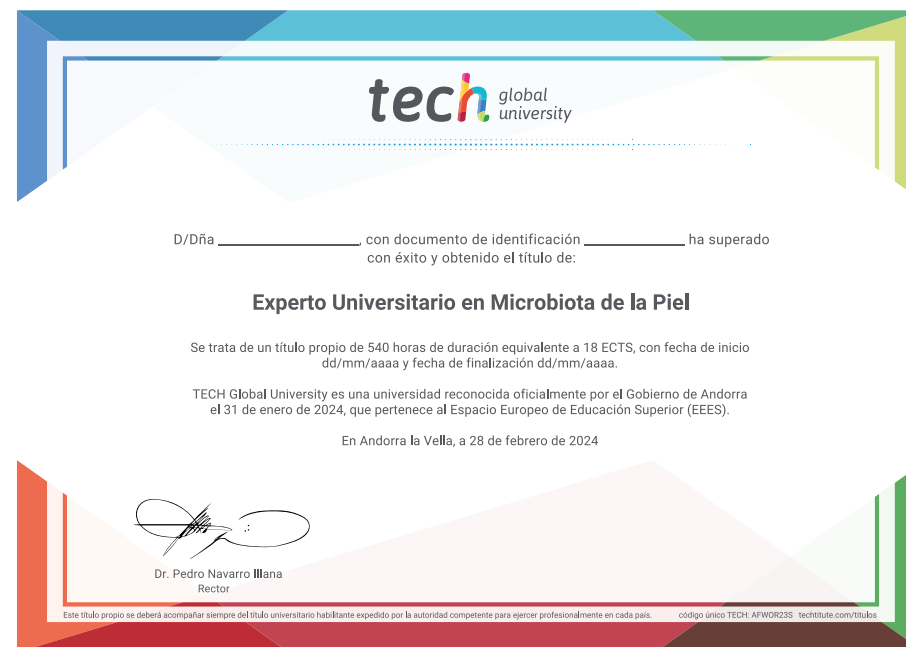 tech global university
D/Dña ____________________, con documento de identificación ______________ ha superado
con éxito y obtenido el título de:
Experto Universitario en Microbiota de la Piel
Se trata de un título propio de 540 horas de duración equivalente a 18 ECTS, con fecha de inicio
dd/mm/aaaa y fecha de finalización dd/mm/aaaa.
TECH Global University es una universidad reconocida oficialmente por el Gobierno de Andorra
el 31 de enero de 2024, que pertenece al Espacio Europeo de Educación Superior (EEES).
En Andorra la Vella, a 28 de febrero de 2024
Dr. Pedro Navarro Illana
Rector
Este título propio se deberá acompañar siempre del título universitario habilitante expedido por la autoridad competente para ejercer profesionalmente en cada país. código único TECH: AFWOR23S techtitute.com/titulos